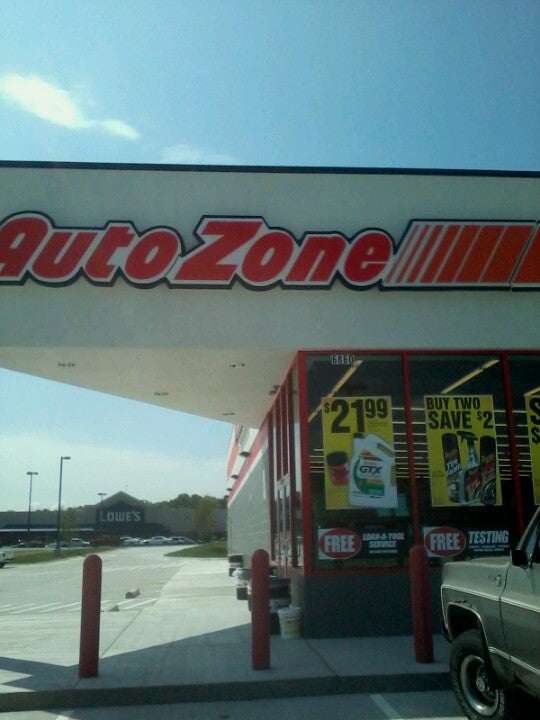 AutoZone
6860
$21.99
BUY TWO
SAVE $2
GTX
FREE
LOAN-A-TOOL
SERVICE
FREE
TESTING
LOWE'S